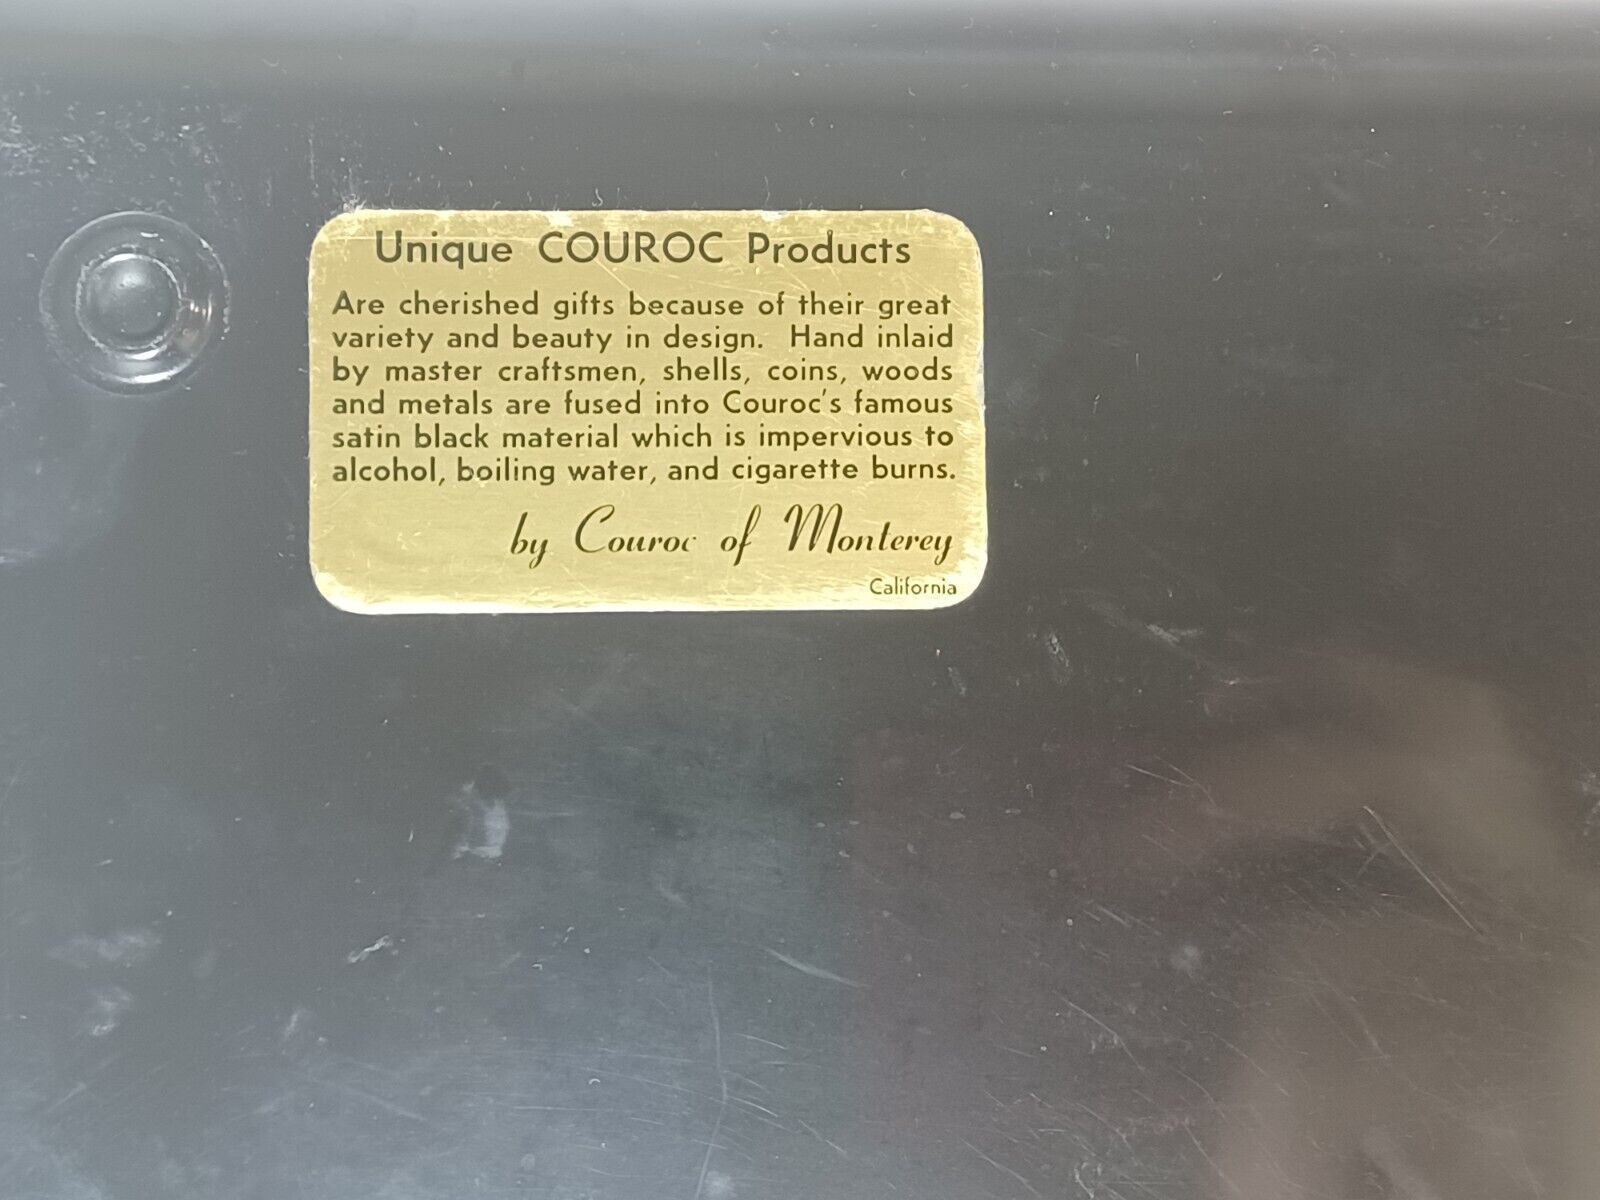 Unique COUROC Products
Are cherished gifts because of their great
variety and beauty in design. Hand inlaid
by master craftsmen, shells, coins, woods
and metals are fused into Couroc's famous
satin black material which is impervious to
alcohol, boiling water, and cigarette burns.
by Couroc of Monterey
California